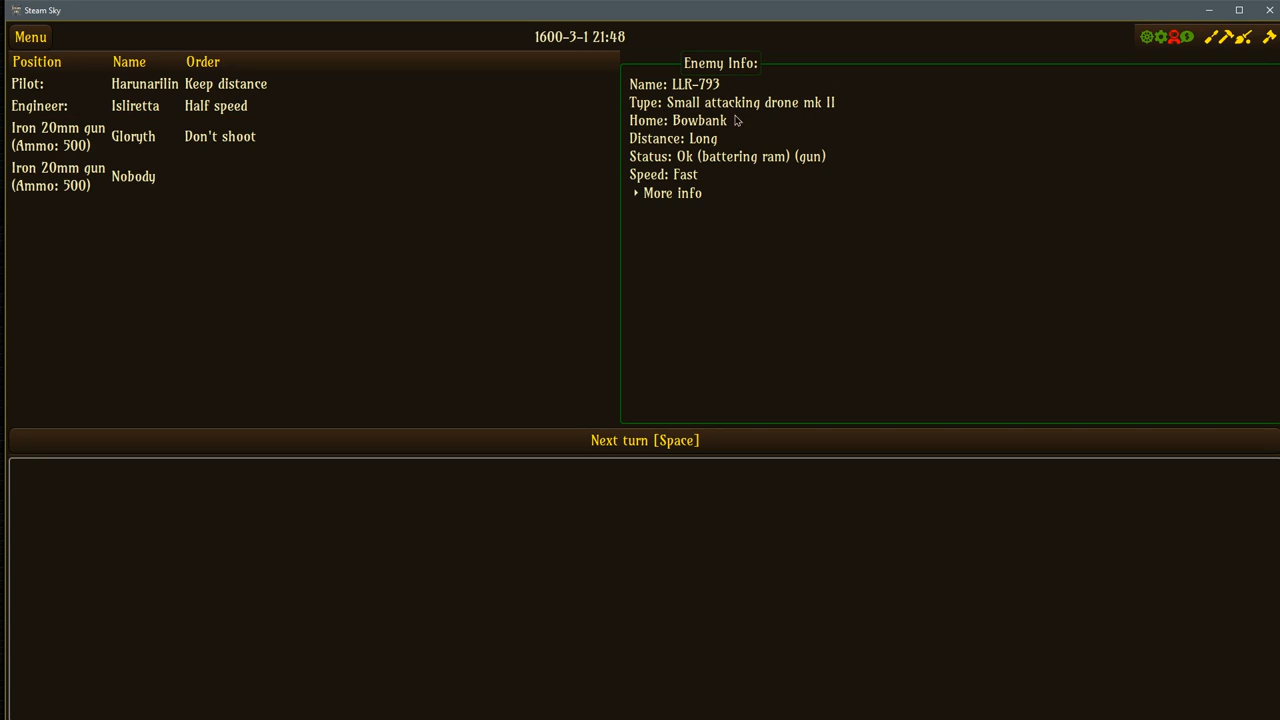 Steam Sky
Menu
1600-3-1 21:48
Position Name Order
Pilot: Harunarilin Keep distance
Engineer: Isliretta Half speed
Iron 20mm gun
(Ammo: 500) Gloryth Don't shoot
Iron 20mm gun
(Ammo: 500) Nobody
Enemy Info:
Name: LLR-793
Type: Small attacking drone mk II
Home: Bowbank
Distance: Long
Status: Ok (battering ram) (gun)
Speed: Fast
More info
Next turn [Space]